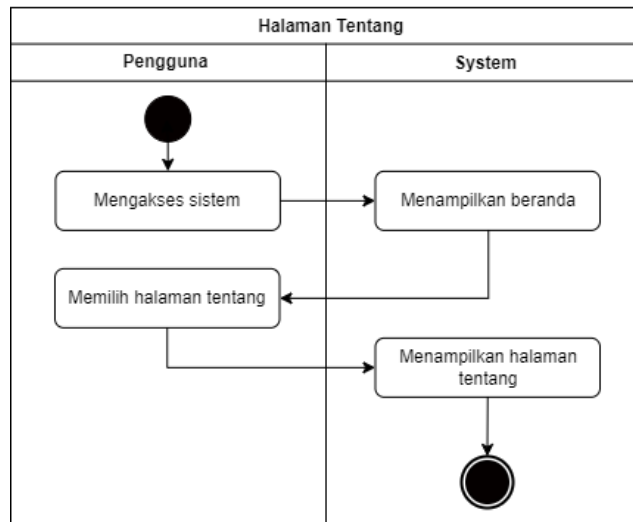 Halaman Tentang
Pengguna
System
Mengakses sistem
Menampilkan beranda
Memilih halaman tentang
Menampilkan halaman
tentang